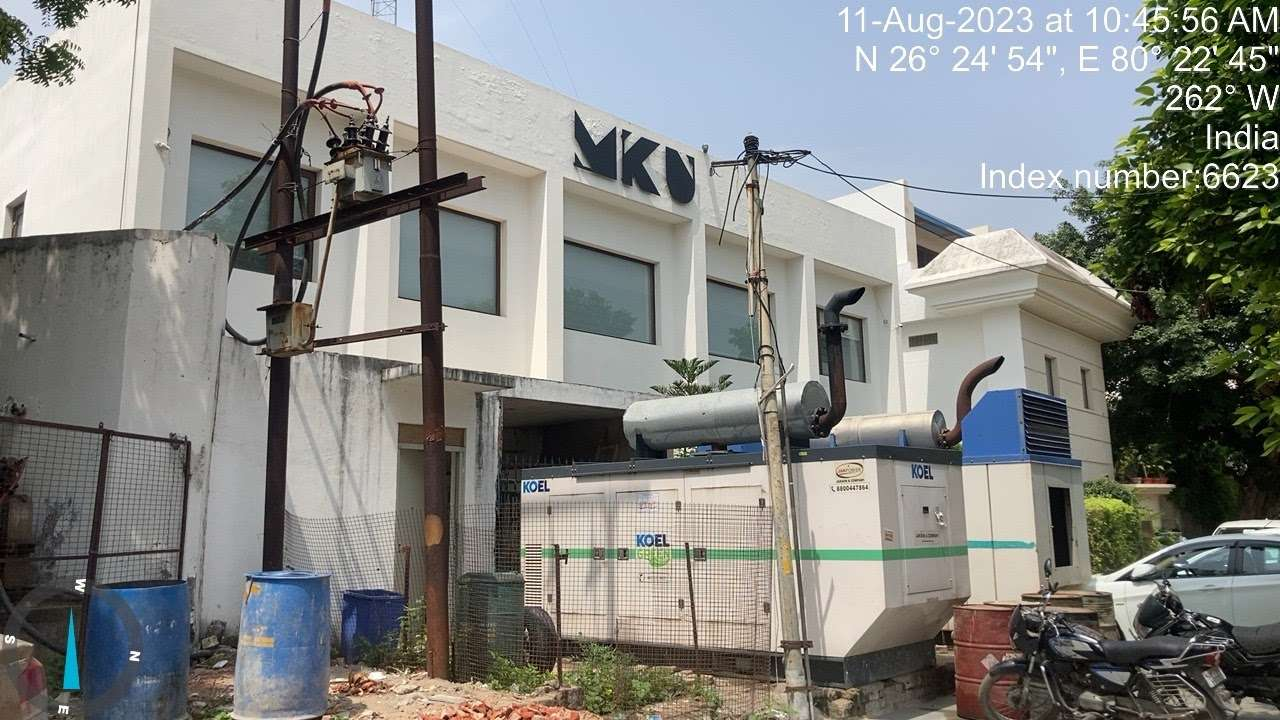 11-Aug-2023 at 10:45:56 AM
N 26° 24' 54", E 80° 22' 45"
262° W
India
Index number:6623
MKU
KOEL
KOEL
8800447864
KOEL
GREEN
W
S
N
E